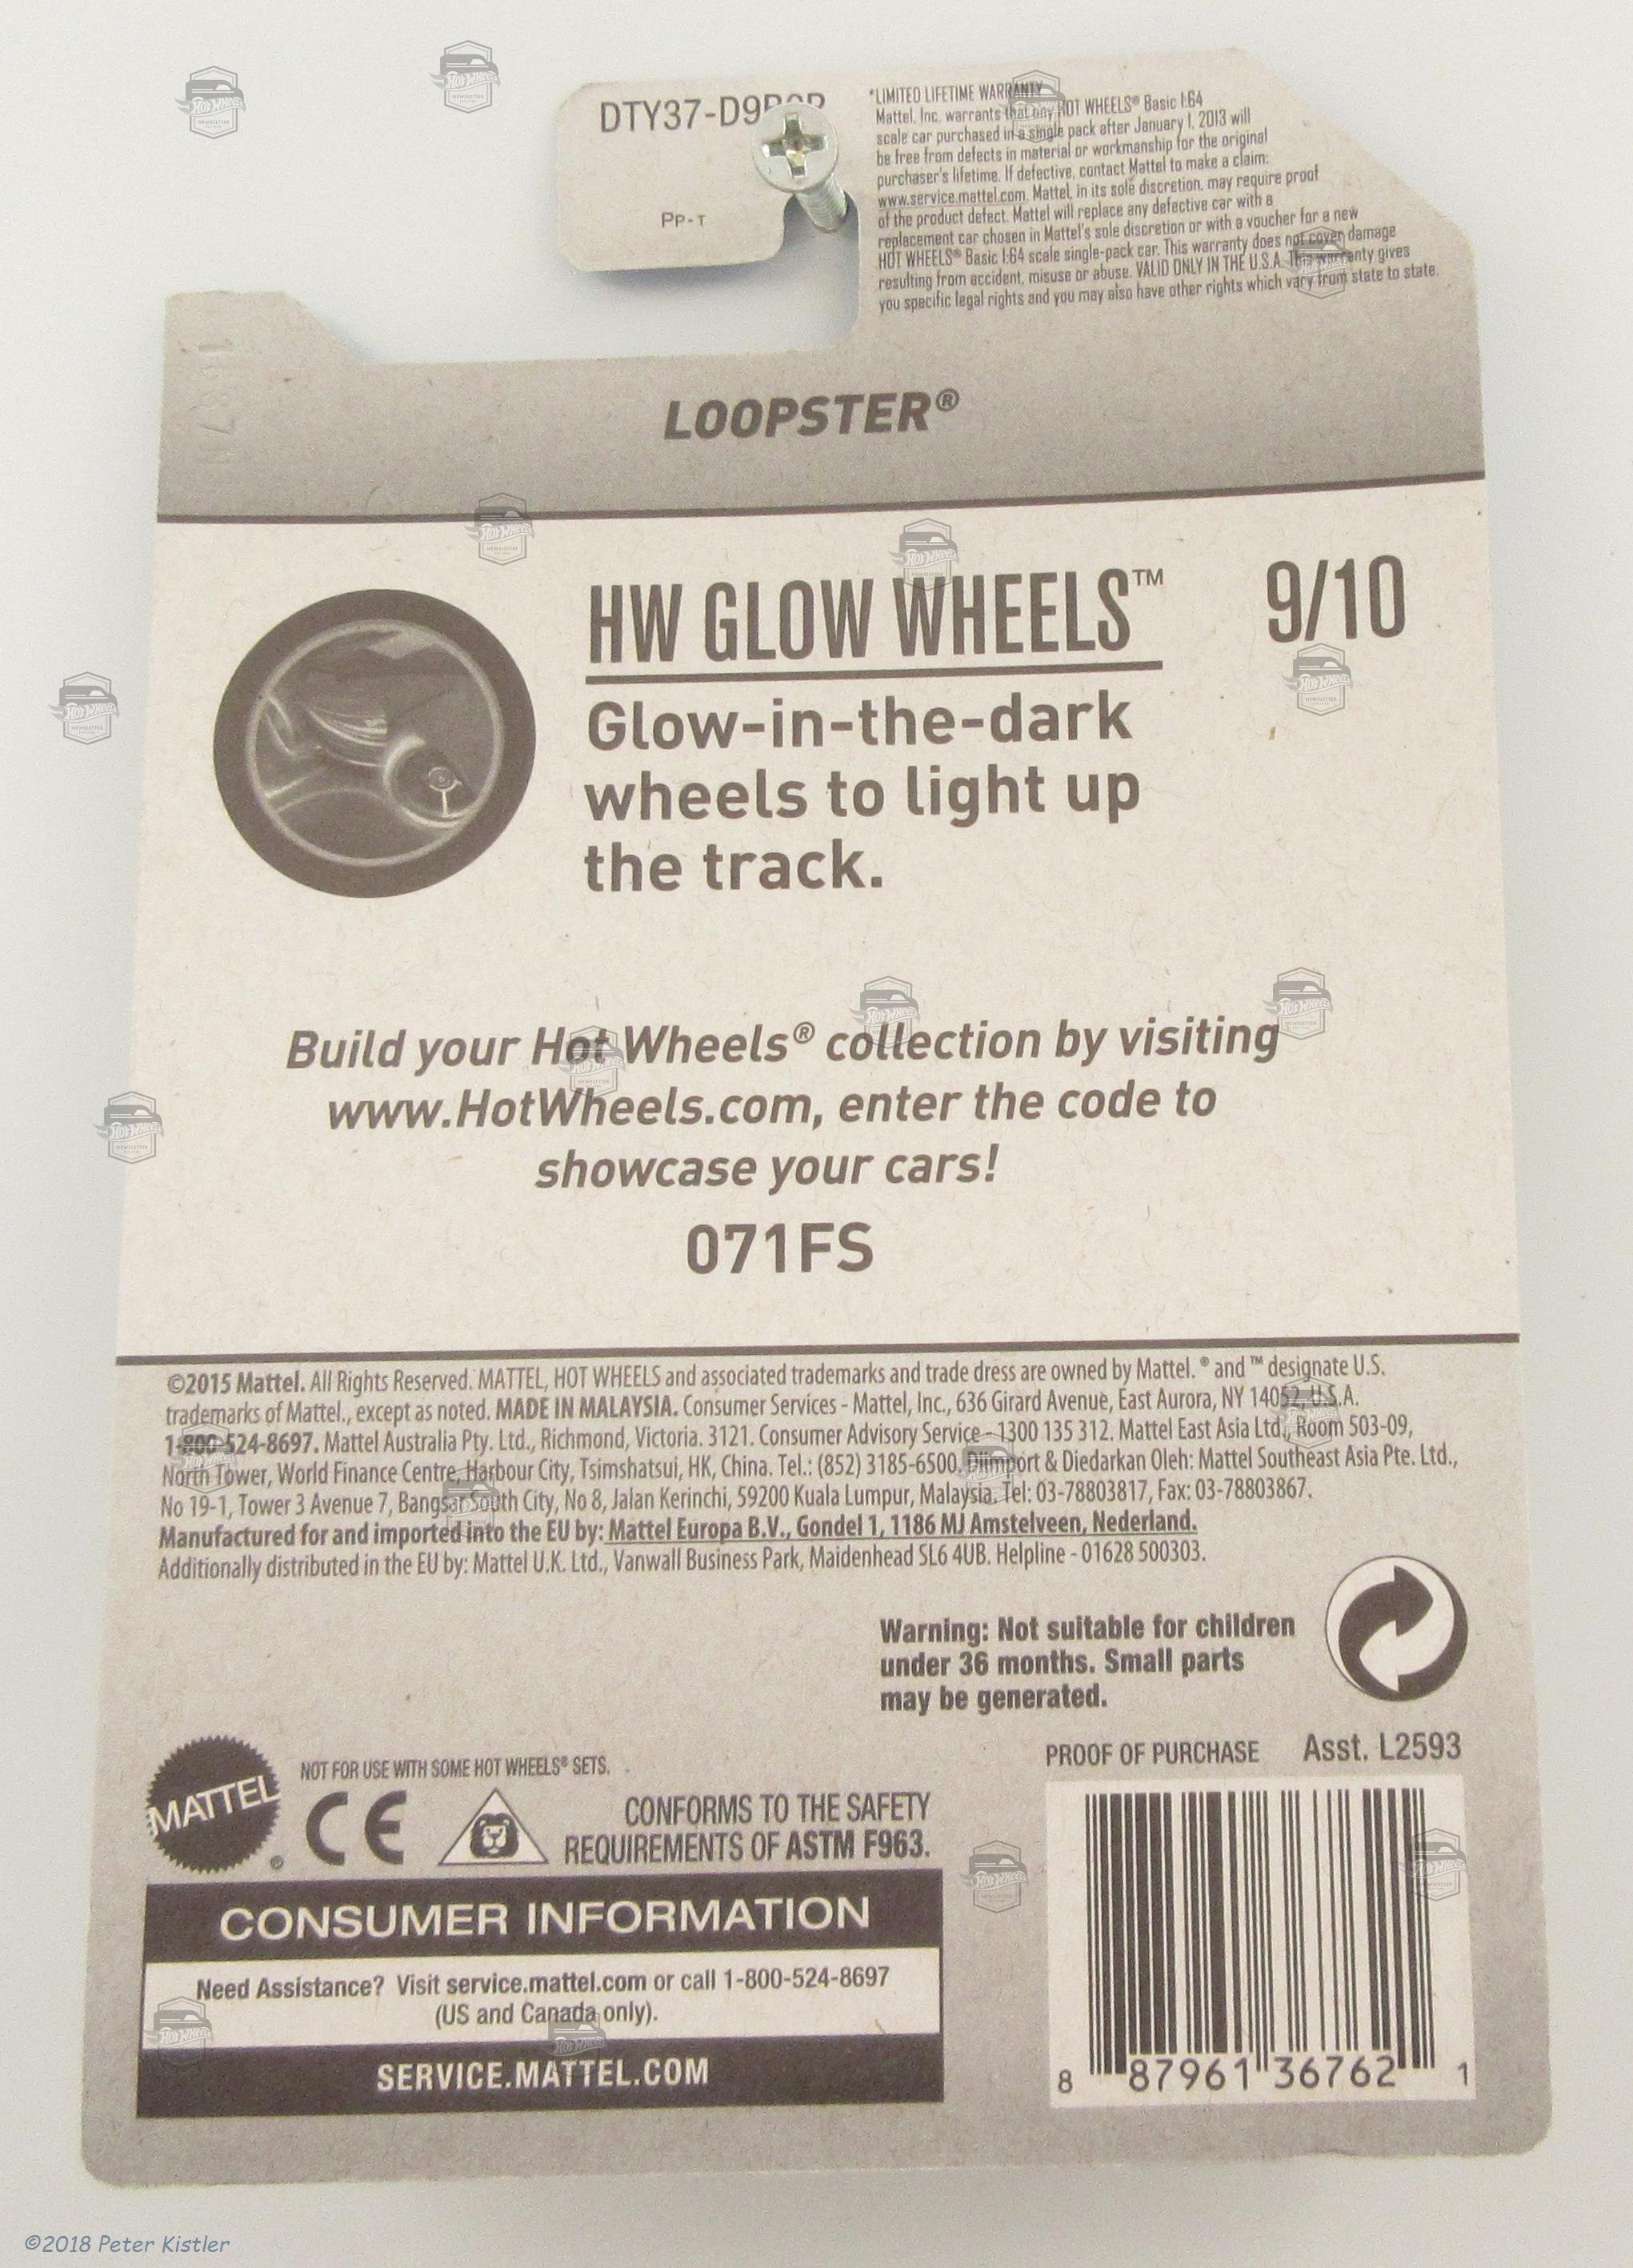 DTY37-D9B0B
PP-T
*LIMITED LIFETIME WARRANTY
Mattel, Inc. warrants that any HOT WHEELS® Basic 1:64
scale car purchased in a single pack after January 1, 2013 will
be free from defects in material or workmanship for the original
purchaser's lifetime. If defective, contact Mattel to make a claim:
www.service.mattel.com. Mattel, in its sole discretion, may require proof
of the product defect. Mattel will replace any defective car with a
replacement car chosen in Mattel's sole discretion or with a voucher for a new
HOT WHEELS® Basic 1:64 scale single-pack car. This warranty does not cover damage
resulting from accident, misuse or abuse. VALID ONLY IN THE U.S.A. This warranty gives
you specific legal rights and you may also have other rights which vary from state to state.
LOOPSTER®
HW GLOW WHEELS™ 9/10
Glow-in-the-dark
wheels to light up
the track.
Build your Hot Wheels® collection by visiting
www.HotWheels.com, enter the code to
showcase your cars!
071FS
©2015 Mattel. All Rights Reserved. MATTEL, HOT WHEELS and associated trademarks and trade dress are owned by Mattel. ® and ™ designate U.S.
trademarks of Mattel., except as noted. MADE IN MALAYSIA. Consumer Services - Mattel, Inc., 636 Girard Avenue, East Aurora, NY 14052, U.S.A.
1-800-524-8697. Mattel Australia Pty. Ltd., Richmond, Victoria. 3121. Consumer Advisory Service - 1300 135 312. Mattel East Asia Ltd., Room 503-09,
North Tower, World Finance Centre, Harbour City, Tsimshatsui, HK, China. Tel.: (852) 3185-6500. Diimport & Diedarkan Oleh: Mattel Southeast Asia Pte. Ltd.,
No 19-1, Tower 3 Avenue 7, Bangsar South City, No 8, Jalan Kerinchi, 59200 Kuala Lumpur, Malaysia. Tel: 03-78803817, Fax: 03-78803867.
Manufactured for and imported into the EU by: Mattel Europa B.V., Gondel 1, 1186 MJ Amstelveen, Nederland.
Additionally distributed in the EU by: Mattel U.K. Ltd., Vanwall Business Park, Maidenhead SL6 4UB. Helpline - 01628 500303.
Warning: Not suitable for children
under 36 months. Small parts
may be generated.
PROOF OF PURCHASE Asst. L2593
MATTEL ®
NOT FOR USE WITH SOME HOT WHEELS® SETS.
CE
CONFORMS TO THE SAFETY
REQUIREMENTS OF ASTM F963.
CONSUMER INFORMATION
Need Assistance? Visit service.mattel.com or call 1-800-524-8697
(US and Canada only).
SERVICE.MATTEL.COM
8 87961 36762 1
©2018 Peter Kistler